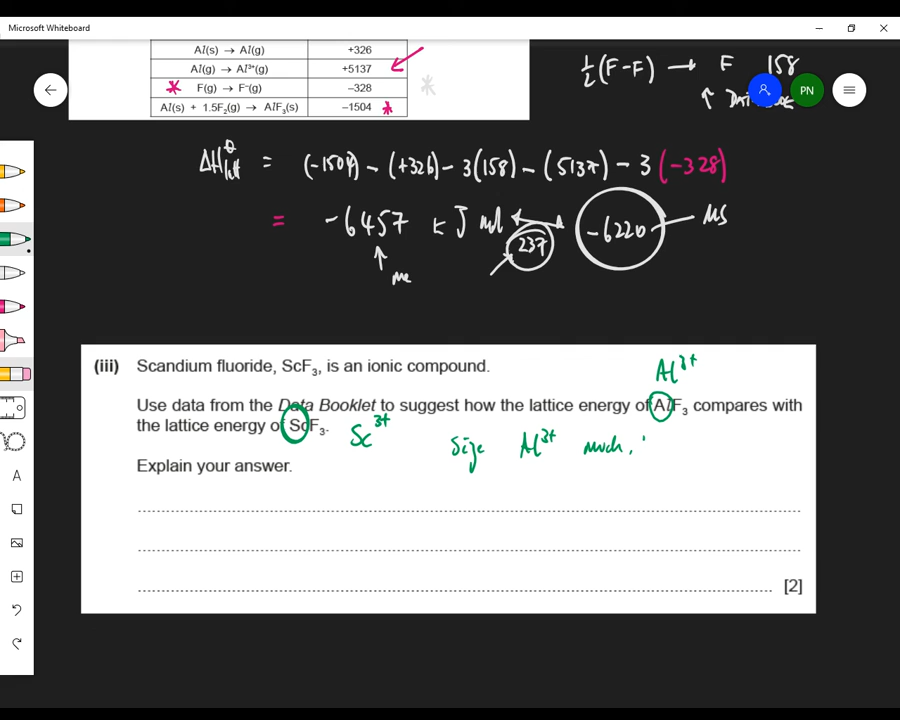 Microsoft Whiteboard
Al(s) → Al(g) +326
Al(g) → Al³⁺(g) +5137
F(g) → F⁻(g) –328
Al(s) + 1.5F₂(g) → AlF₃(s) –1504
½(F-F) → F 158
PN
ΔH latt = (-1504) - (+326) - 3(158) - (5137) - 3(-328)
= -6457 kJ mol 237 -6220 MS
me
(iii) Scandium fluoride, ScF₃, is an ionic compound.
Al³⁺
Use data from the Data Booklet to suggest how the lattice energy of AlF₃ compares with
the lattice energy of ScF₃.
Sc³⁺
Size Al³⁺ much
Explain your answer.
[2]